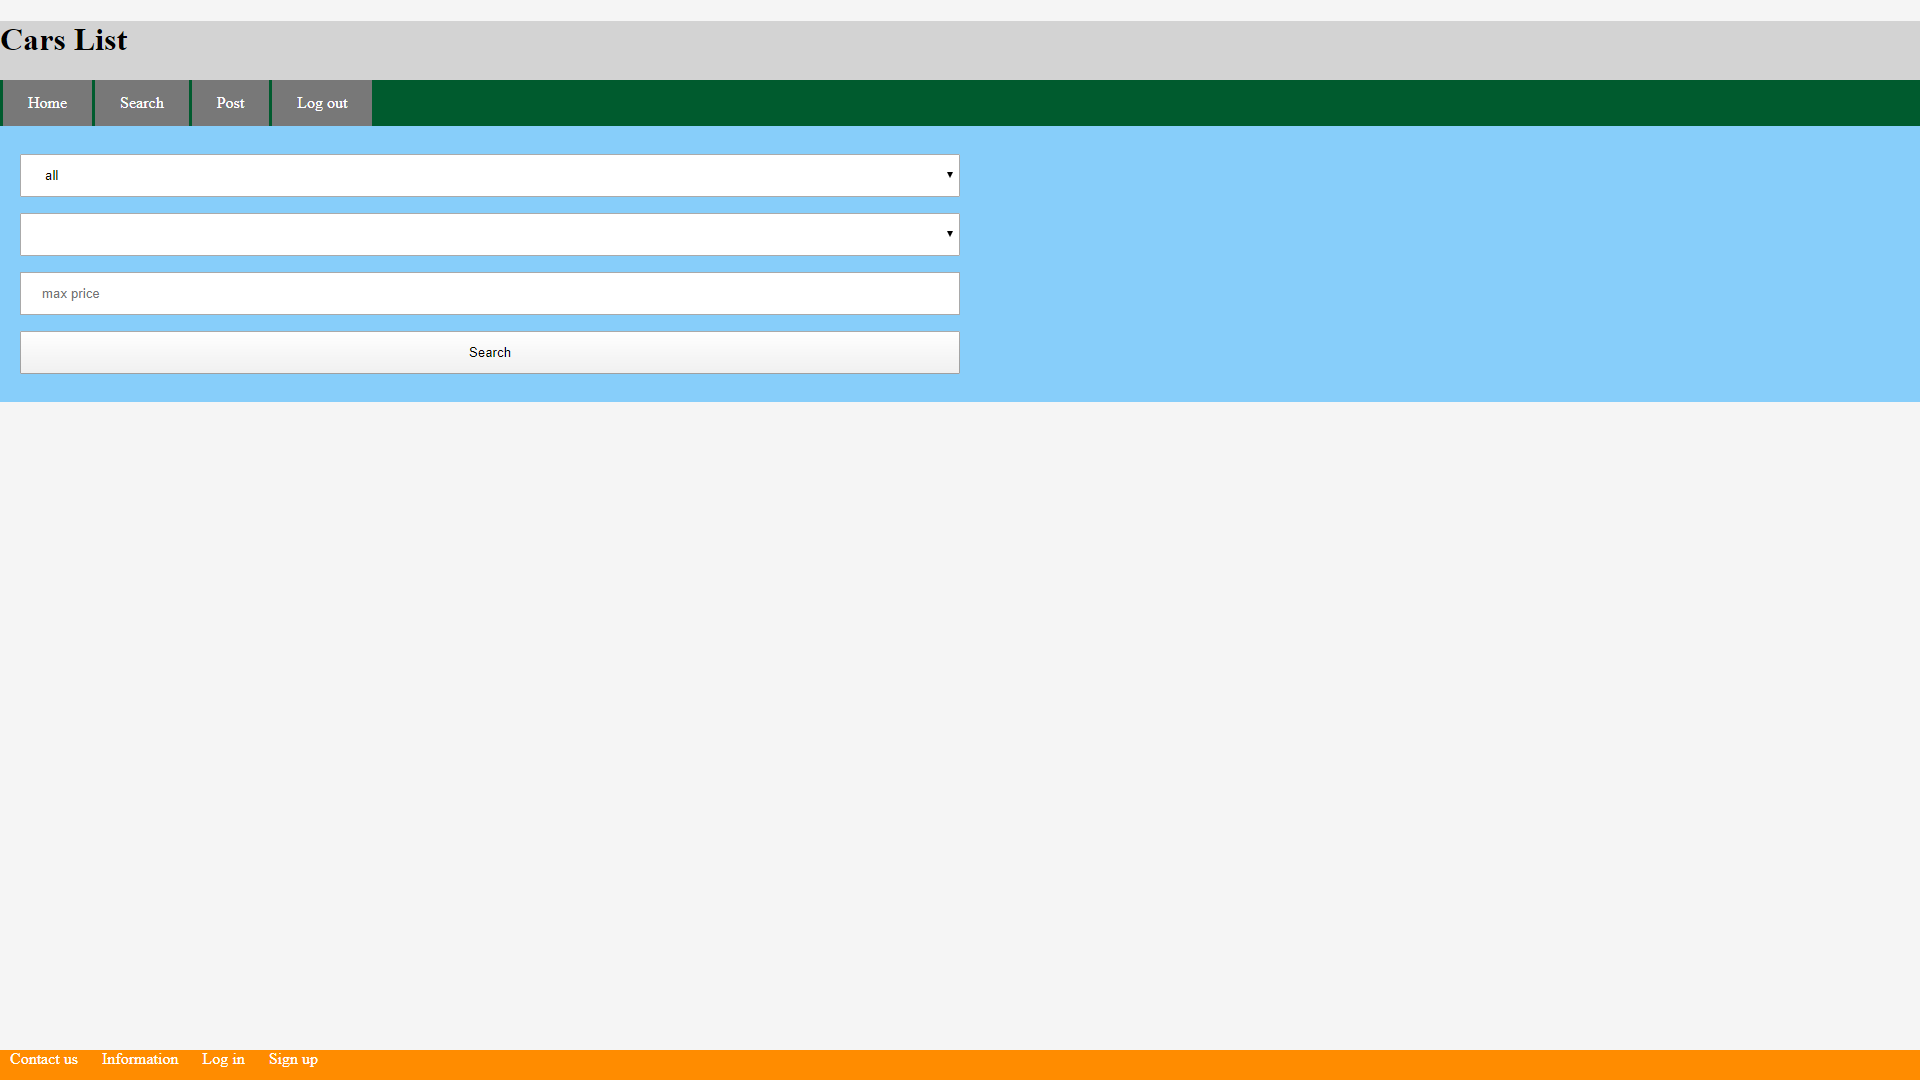 Cars List
Home Search Post Log out
all
max price
Search
Contact us Information Log in Sign up